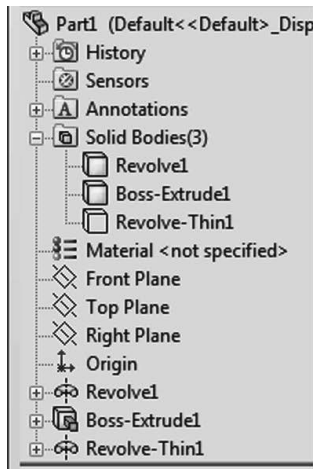 Part1 (Default<<Default>_Disp
History
Sensors
A Annotations
Solid Bodies(3)
Revolve1
Boss-Extrude1
Revolve-Thin1
Material <not specified>
Front Plane
Top Plane
Right Plane
Origin
Revolve1
Boss-Extrude1
Revolve-Thin1